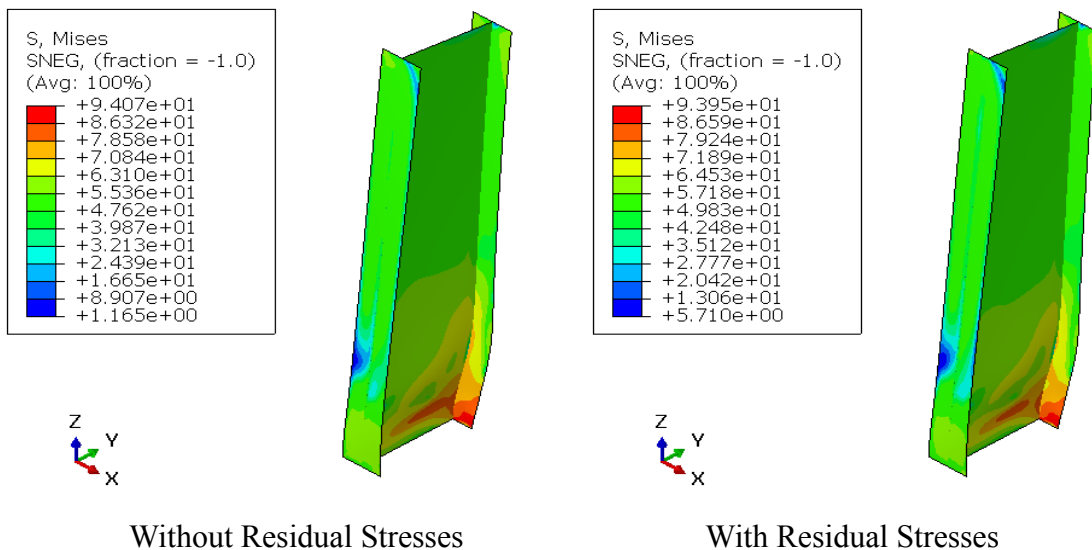 S, Mises
SNEG, (fraction = -1.0)
(Avg: 100%)
+9.407e+01
+8.632e+01
+7.858e+01
+7.084e+01
+6.310e+01
+5.536e+01
+4.762e+01
+3.987e+01
+3.213e+01
+2.439e+01
+1.665e+01
+8.907e+00
+1.165e+00
Z
Y
X
Without Residual Stresses
S, Mises
SNEG, (fraction = -1.0)
(Avg: 100%)
+9.395e+01
+8.659e+01
+7.924e+01
+7.189e+01
+6.453e+01
+5.718e+01
+4.983e+01
+4.248e+01
+3.512e+01
+2.777e+01
+2.042e+01
+1.306e+01
+5.710e+00
Z
Y
X
With Residual Stresses